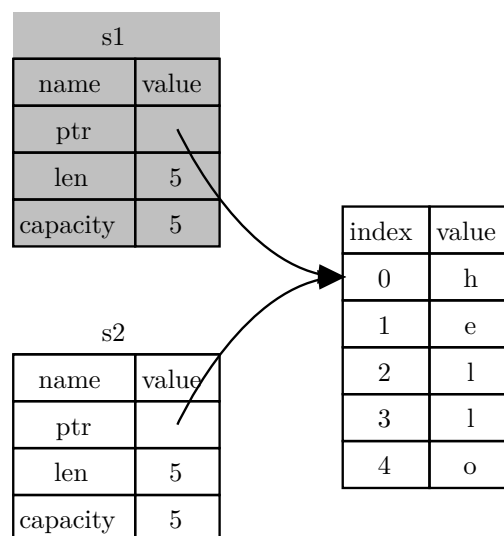 s1
name value
ptr
len 5
capacity 5
s2
name value
ptr
len 5
capacity 5
index value
0 h
1 e
2 l
3 l
4 o